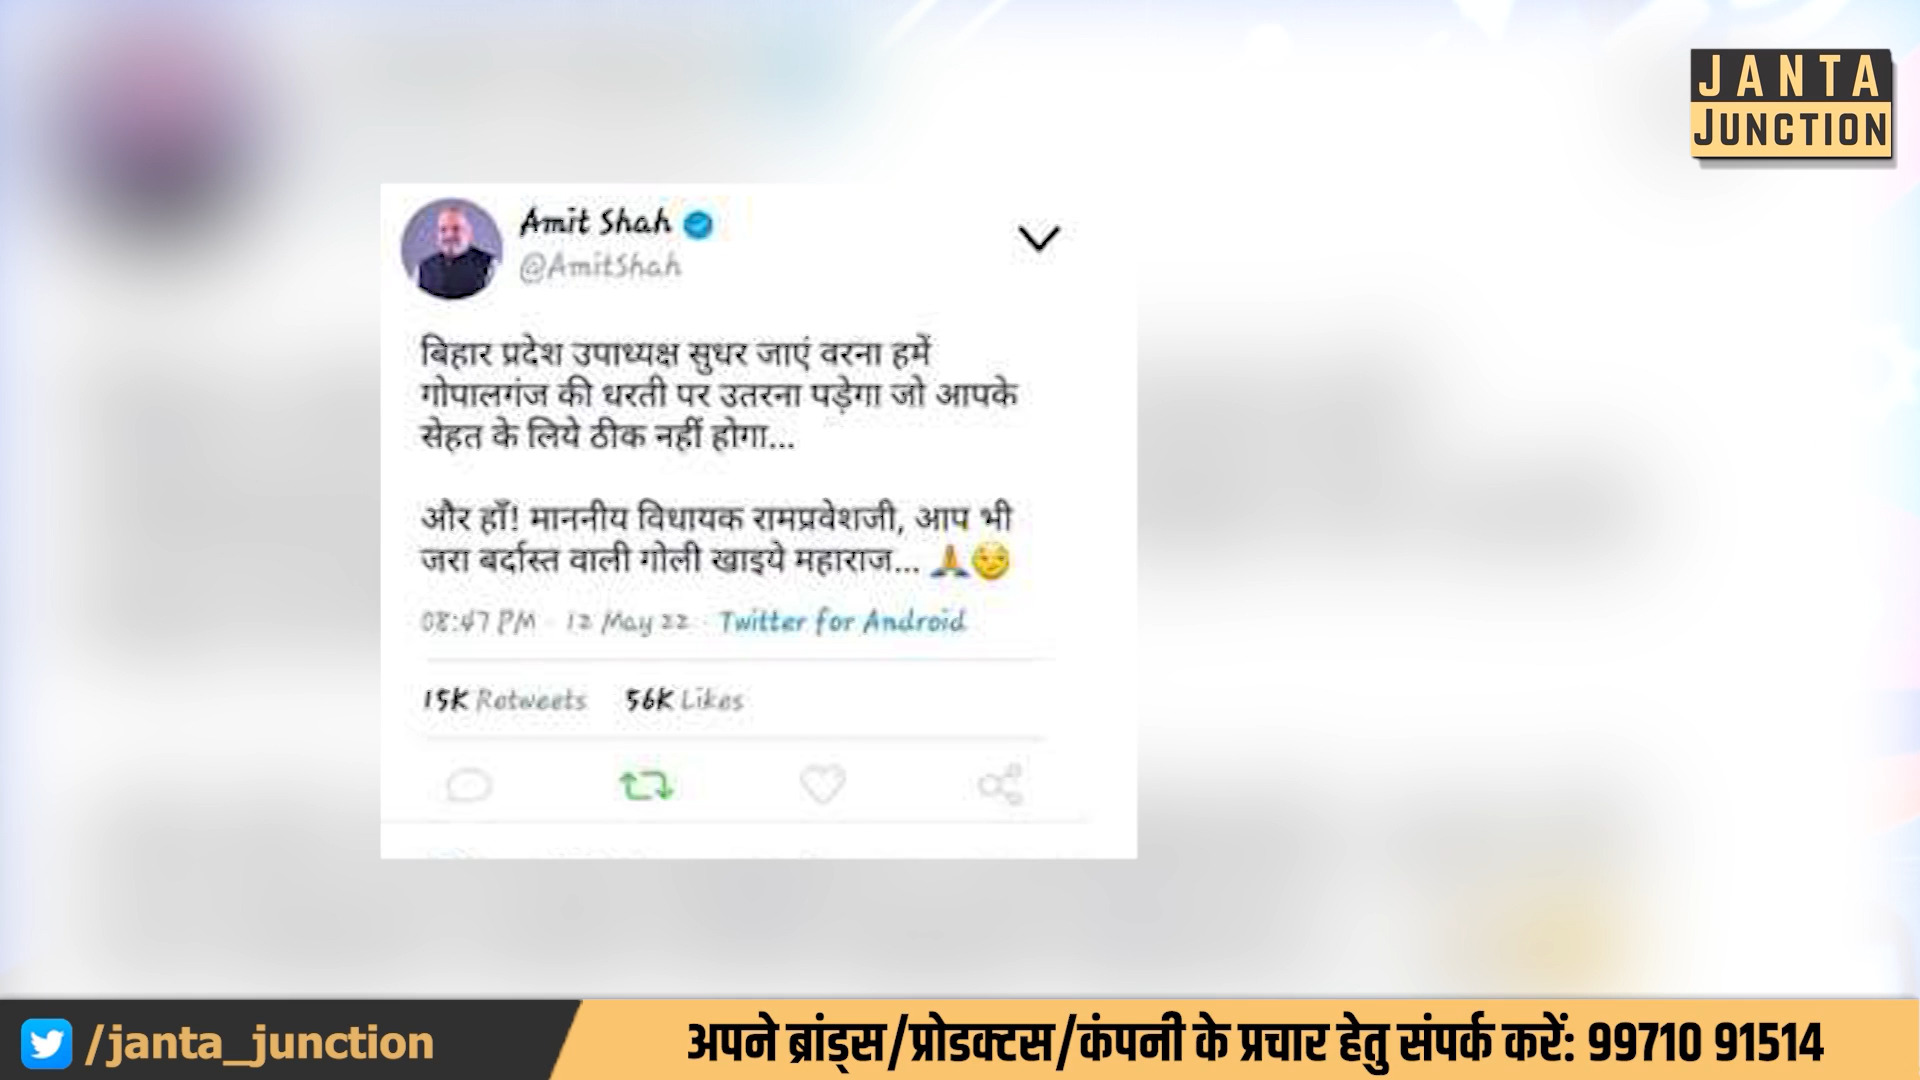 JANTA
JUNCTION
Amit Shah
@AmitShah
बिहार प्रदेश उपाध्यक्ष सुधर जाएं वरना हमें
गोपालगंज की धरती पर उतरना पड़ेगा जो आपके
सेहत के लिये ठीक नहीं होगा...
और हाँ! माननीय विधायक रामप्रवेशजी, आप भी
जरा बर्दास्त वाली गोली खाइये महाराज... 🙏😏
08:47 PM · 12 May 22 · Twitter for Android
15K Retweets 56K Likes
/janta_junction
अपने ब्रांड्स/प्रोडक्टस/कंपनी के प्रचार हेतु संपर्क करें: 99710 91514